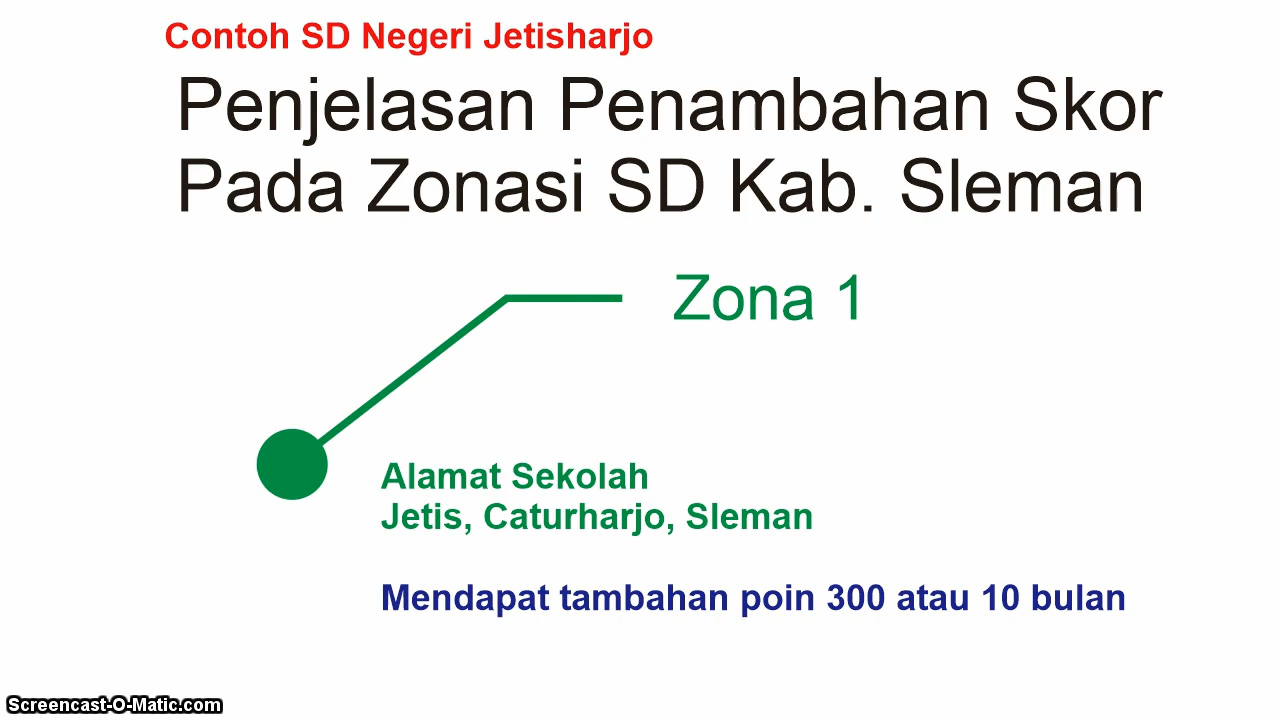 Contoh SD Negeri Jetisharjo
Penjelasan Penambahan Skor
Pada Zonasi SD Kab. Sleman
Zona 1
Alamat Sekolah
Jetis, Caturharjo, Sleman
Mendapat tambahan poin 300 atau 10 bulan
Screencast-O-Matic.com